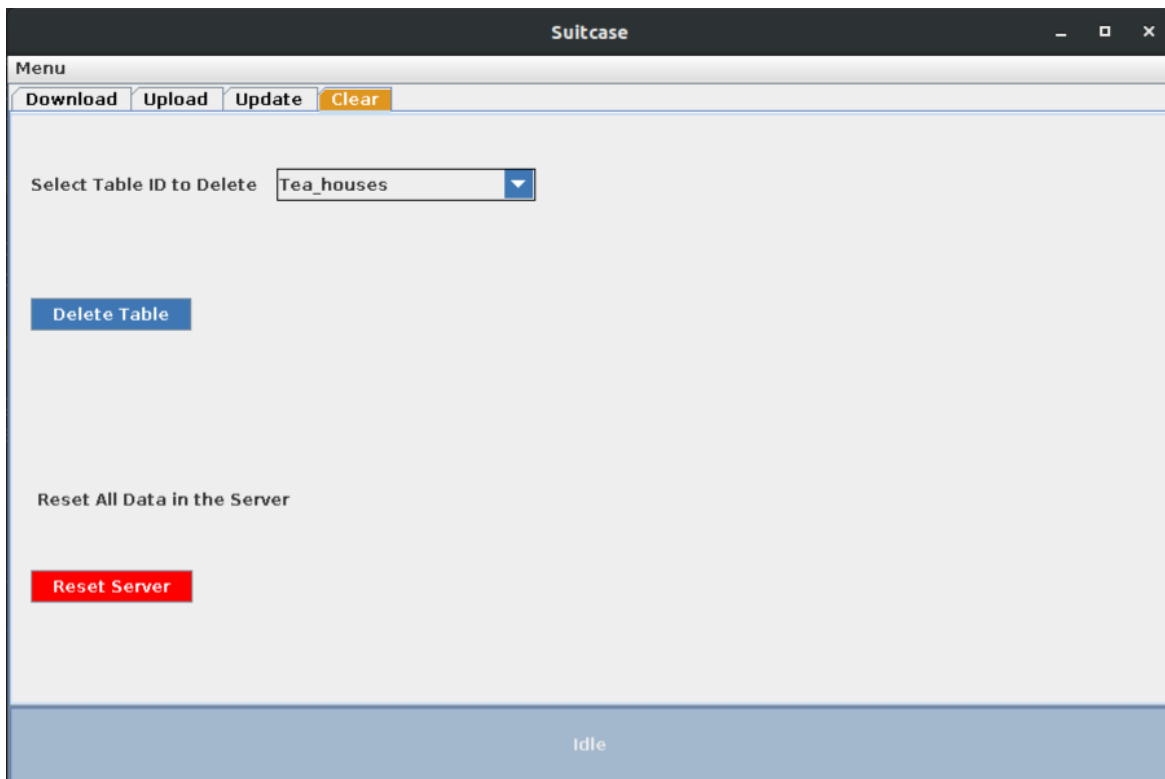 Suitcase
Menu
Download Upload Update Clear
Select Table ID to Delete Tea_houses
Delete Table
Reset All Data in the Server
Reset Server
Idle